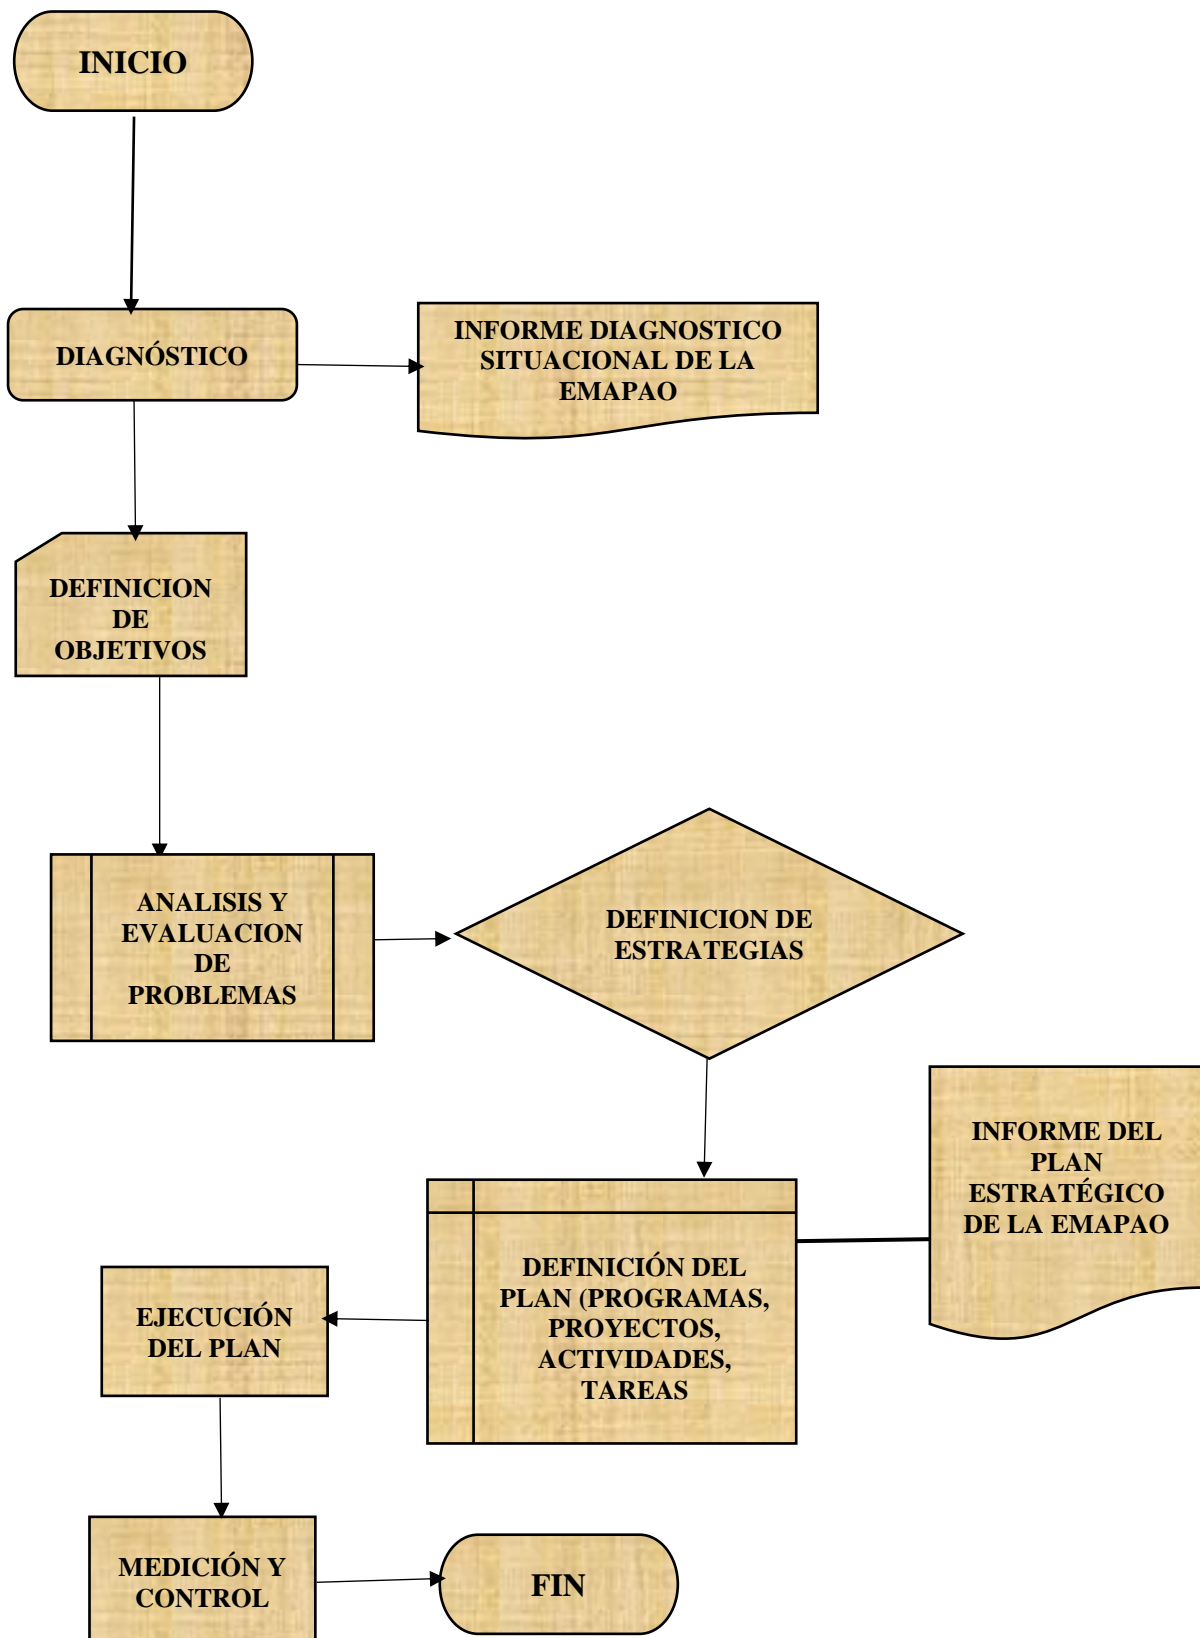 INICIO
DIAGNÓSTICO
INFORME DIAGNOSTICO
SITUACIONAL DE LA
EMAPAO
DEFINICION
DE
OBJETIVOS
ANALISIS Y
EVALUACION
DE
PROBLEMAS
DEFINICION DE
ESTRATEGIAS
INFORME DEL
PLAN
ESTRATÉGICO
DE LA EMAPAO
DEFINICIÓN DEL
PLAN (PROGRAMAS,
PROYECTOS,
ACTIVIDADES,
TAREAS
EJECUCIÓN
DEL PLAN
MEDICIÓN Y
CONTROL
FIN